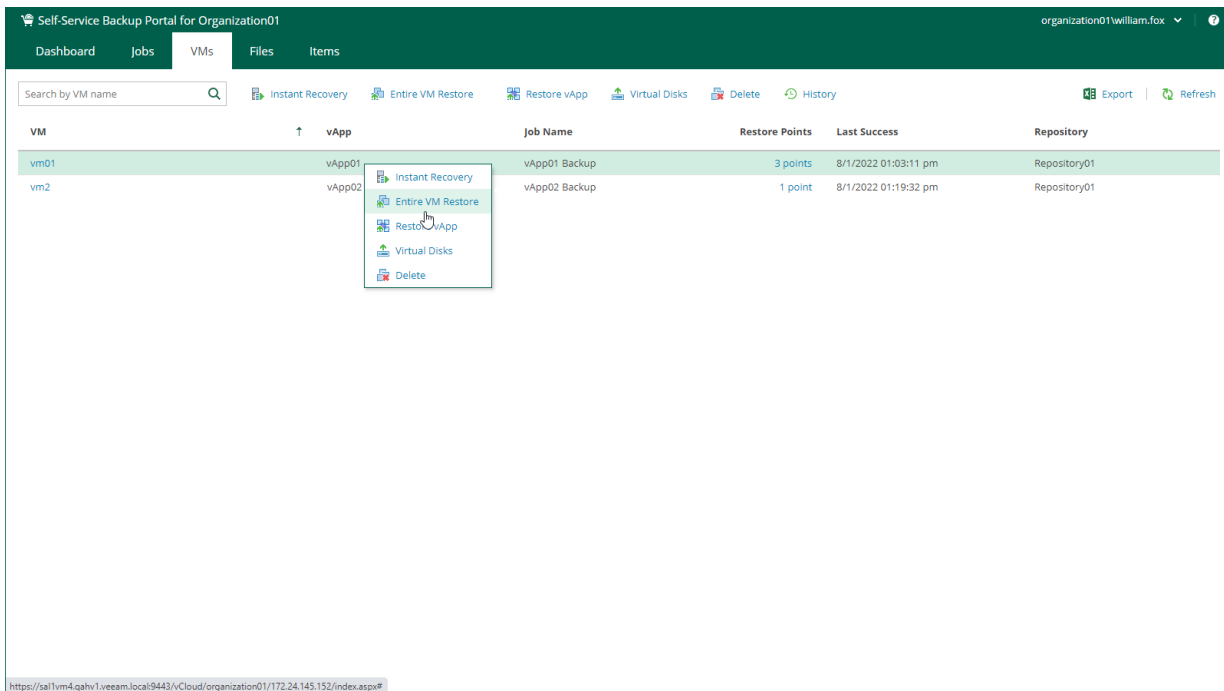 Self-Service Backup Portal for Organization01 organization01\william.fox ?
Dashboard Jobs VMs Files Items
Search by VM name Instant Recovery Entire VM Restore Restore vApp Virtual Disks Delete History Export Refresh
VM ↑ vApp Job Name Restore Points Last Success Repository
vm01 vApp01 vApp01 Backup 3 points 8/1/2022 01:03:11 pm Repository01
Instant Recovery
vm2 vApp02 vApp02 Backup 1 point 8/1/2022 01:19:32 pm Repository01
Entire VM Restore
Restore vApp
Virtual Disks
Delete
https://sal1vm4.qahv1.veeam.local:9443/vCloud/organization01/172.24.145.152/index.aspx#